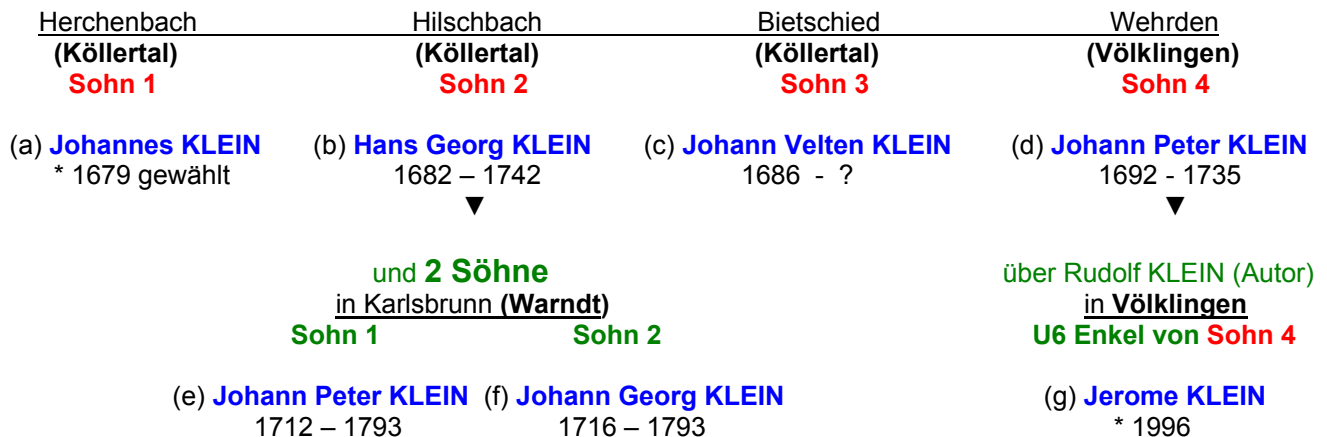 Herchenbach Hilschbach Bietschied Wehrden
(Köllertal) (Köllertal) (Köllertal) (Völklingen)
Sohn 1 Sohn 2 Sohn 3 Sohn 4
(a) Johannes KLEIN (b) Hans Georg KLEIN (c) Johann Velten KLEIN (d) Johann Peter KLEIN
* 1679 gewählt 1682 – 1742 1686 - ? 1692 - 1735
▼ ▼
und 2 Söhne über Rudolf KLEIN (Autor)
in Karlsbrunn (Warndt) in Völklingen
Sohn 1 Sohn 2 U6 Enkel von Sohn 4
(e) Johann Peter KLEIN (f) Johann Georg KLEIN (g) Jerome KLEIN
1712 – 1793 1716 – 1793 * 1996